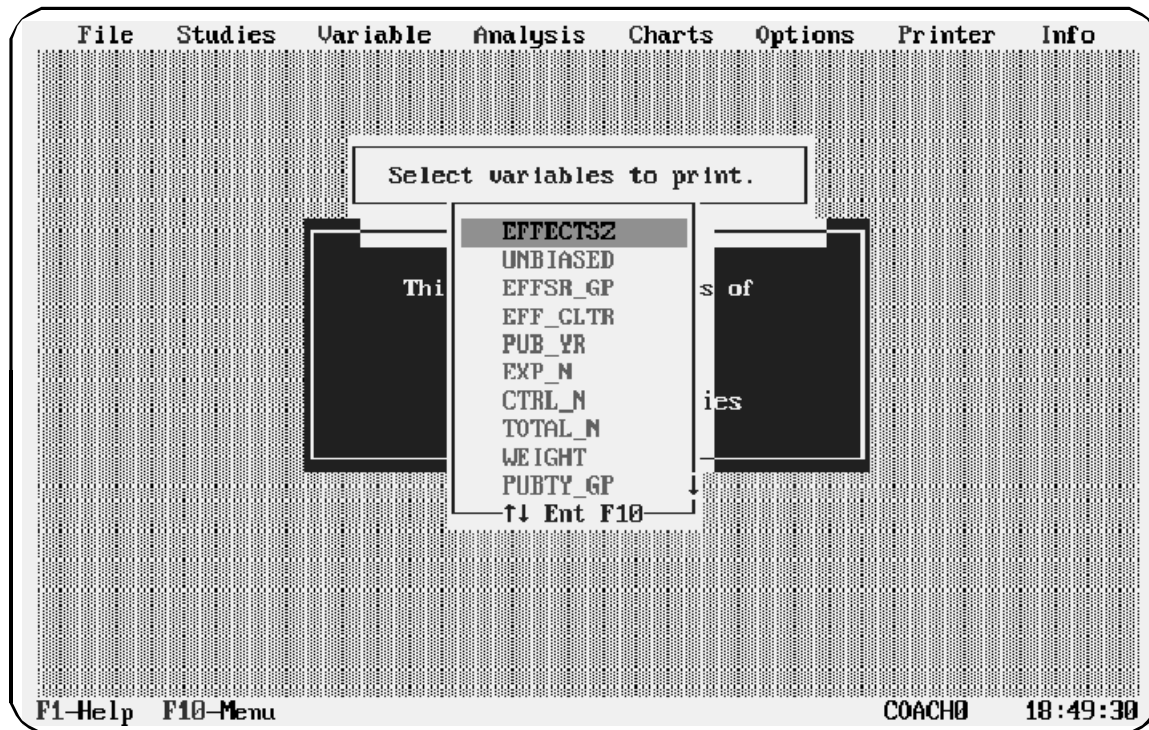 File Studies Variable Analysis Charts Options Printer Info
Select variables to print.
EFFECTSZ
UNBIASED
Thi EFFSR_GP s of
EFF_CLTR
PUB_YR
EXP_N
CTRL_N ies
TOTAL_N
WEIGHT
PUBTY_GP ↓
↑↓ Ent F10
F1-Help F10-Menu COACH0 18:49:30